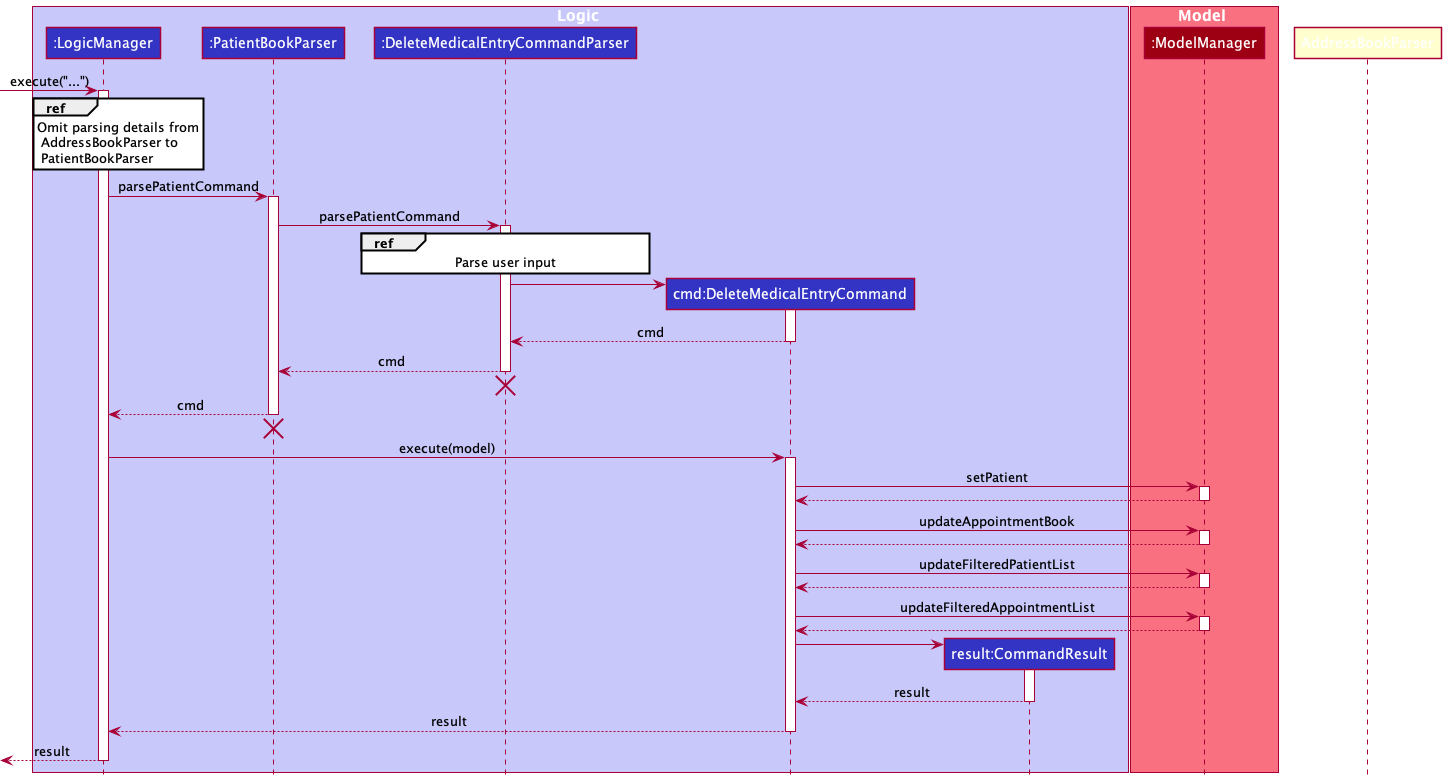 Logic
Model
:LogicManager
:PatientBookParser
:DeleteMedicalEntryCommandParser
:ModelManager
AddressBookParser
execute("...")
ref
Omit parsing details from
AddressBookParser to
PatientBookParser
parsePatientCommand
parsePatientCommand
ref
Parse user input
cmd:DeleteMedicalEntryCommand
cmd
cmd
cmd
execute(model)
setPatient
updateAppointmentBook
updateFilteredPatientList
updateFilteredAppointmentList
result:CommandResult
result
result
result